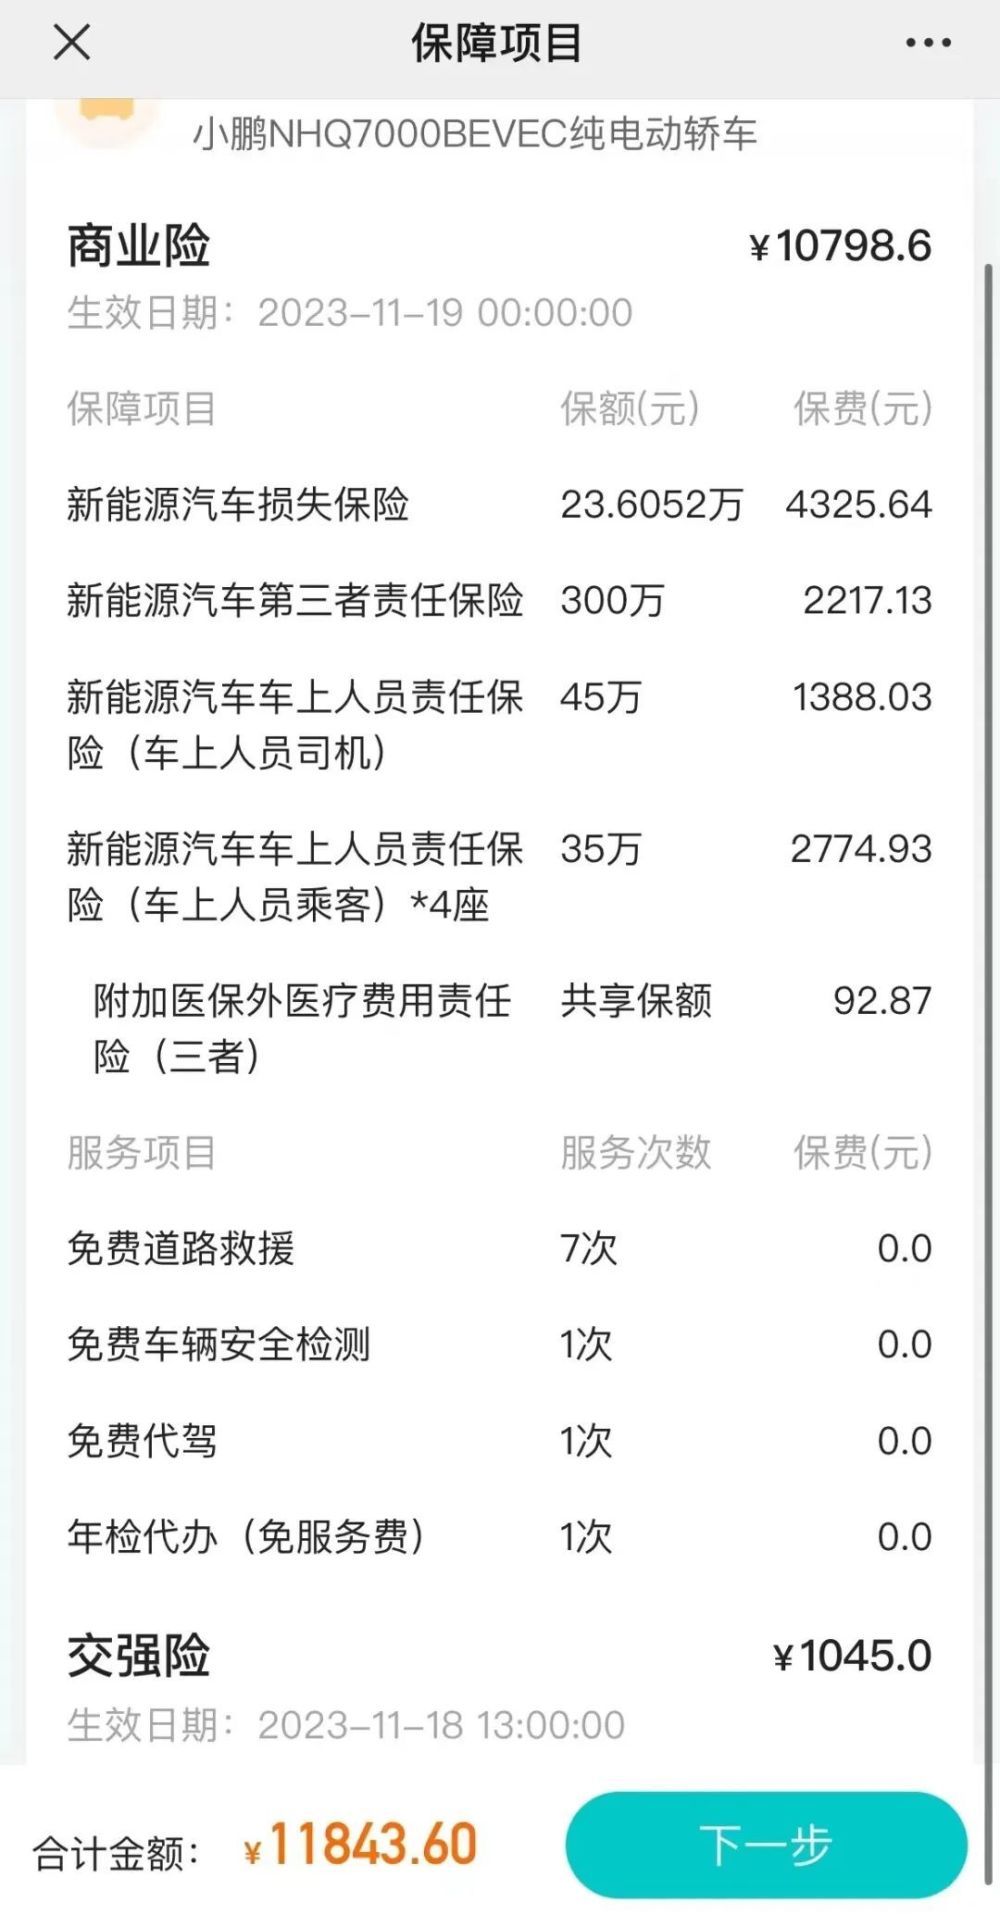 保障项目
小鹏NHQ7000BEVEC纯电动轿车
商业险 ¥10798.6
生效日期：2023-11-19 00:00:00
保障项目 保额(元) 保费(元)
新能源汽车损失保险 23.6052万 4325.64
新能源汽车第三者责任保险 300万 2217.13
新能源汽车车上人员责任保 45万 1388.03
险（车上人员司机）
新能源汽车车上人员责任保 35万 2774.93
险（车上人员乘客）*4座
附加医保外医疗费用责任 共享保额 92.87
险（三者）
服务项目 服务次数 保费(元)
免费道路救援 7次 0.0
免费车辆安全检测 1次 0.0
免费代驾 1次 0.0
年检代办（免服务费） 1次 0.0
交强险 ¥1045.0
生效日期：2023-11-18 13:00:00
合计金额： ¥11843.60 下一步